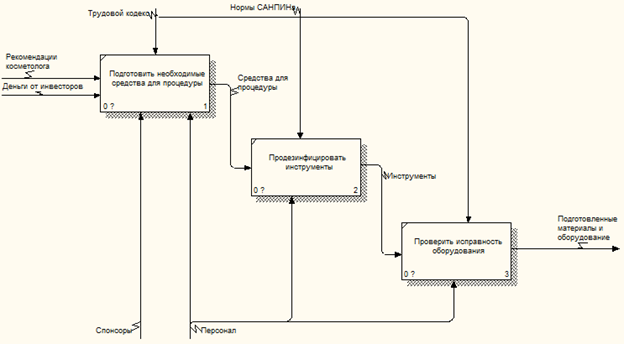 Трудовой кодекс
Нормы САНПИНа
Рекомендации
косметолога
Деньги от инвесторов
Подготовить необходимые
средства для процедуры
0 ?
1
Средства для
процедуры
Продезинфицировать
инструменты
0 ?
2
Инструменты
Проверить исправность
оборудования
0 ?
3
Подготовленные
материалы и
оборудование
Спонсоры
Персонал